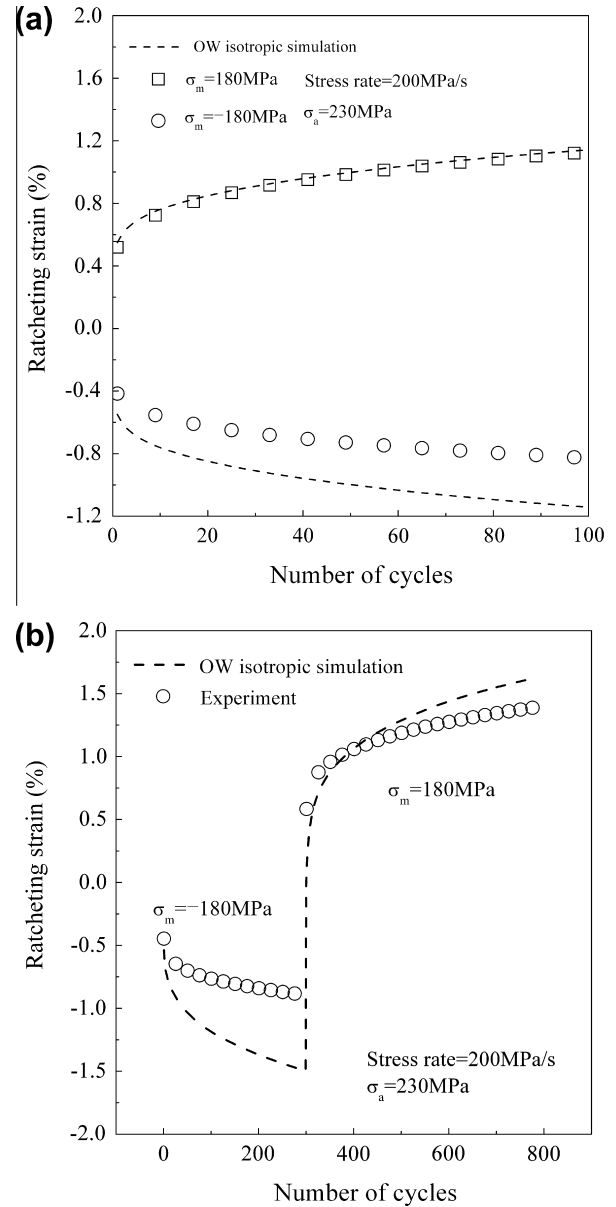 (a)
2.0
1.6
1.2
0.8
0.4
0.0
-0.4
-0.8
-1.2
Ratcheting strain (%)
OW isotropic simulation
σm=180MPa Stress rate=200MPa/s
σm=−180MPa σa=230MPa
0 20 40 60 80 100
Number of cycles
(b)
2.0
1.5
1.0
0.5
0.0
-0.5
-1.0
-1.5
-2.0
Ratcheting strain (%)
OW isotropic simulation
Experiment
σm=180MPa
σm=−180MPa
Stress rate=200MPa/s
σa=230MPa
0 200 400 600 800
Number of cycles